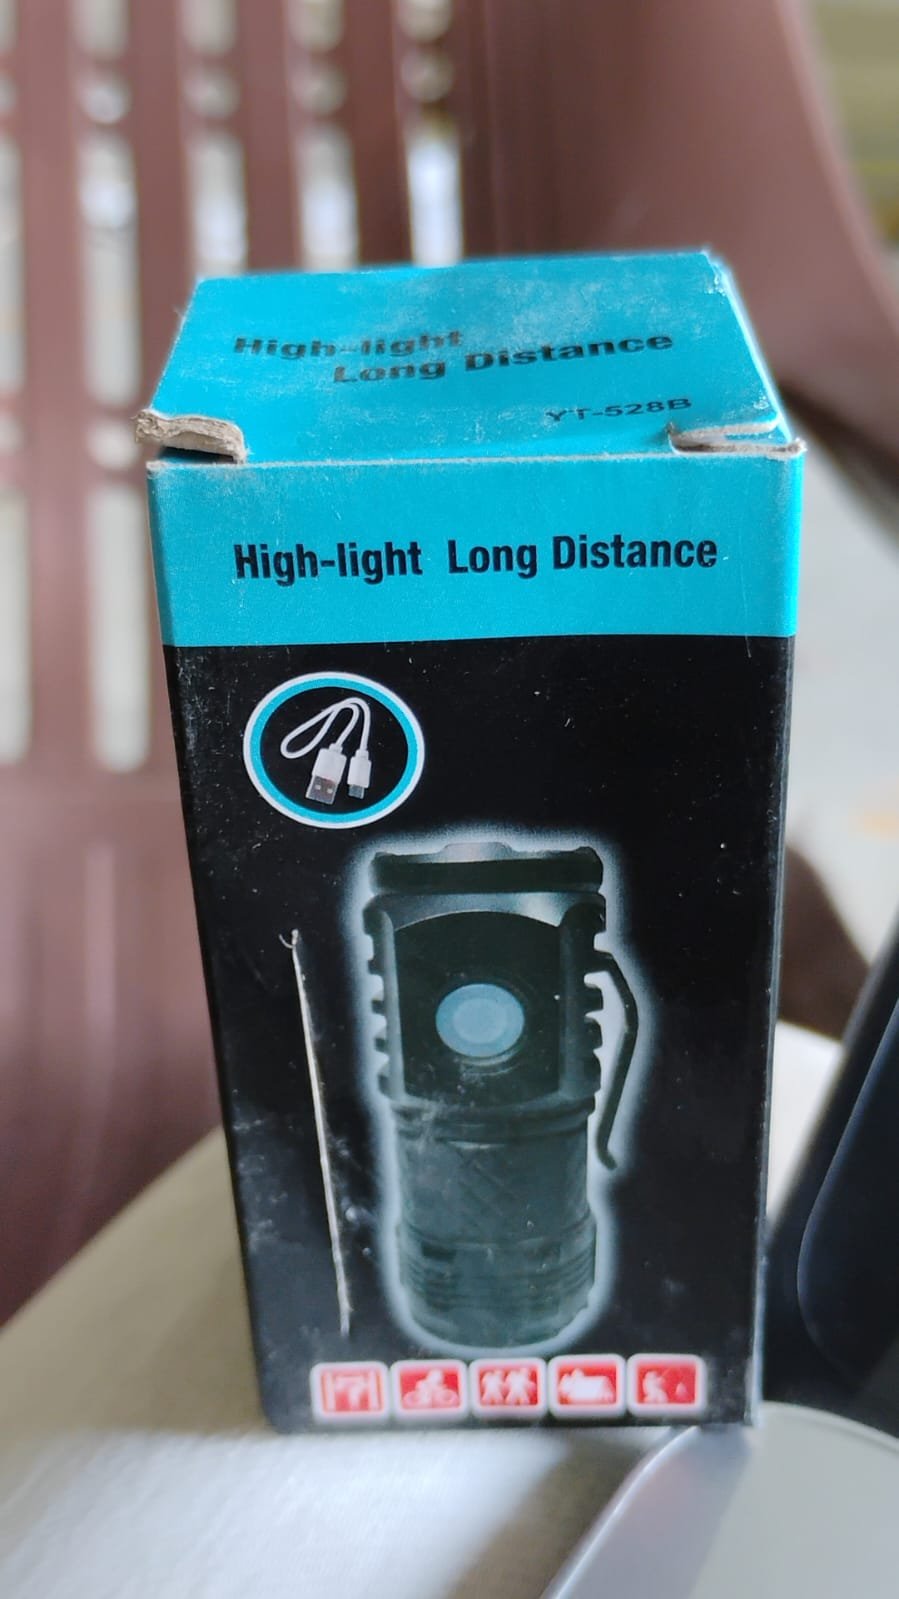 High-light
Long Distance
YT-528B
High-light Long Distance